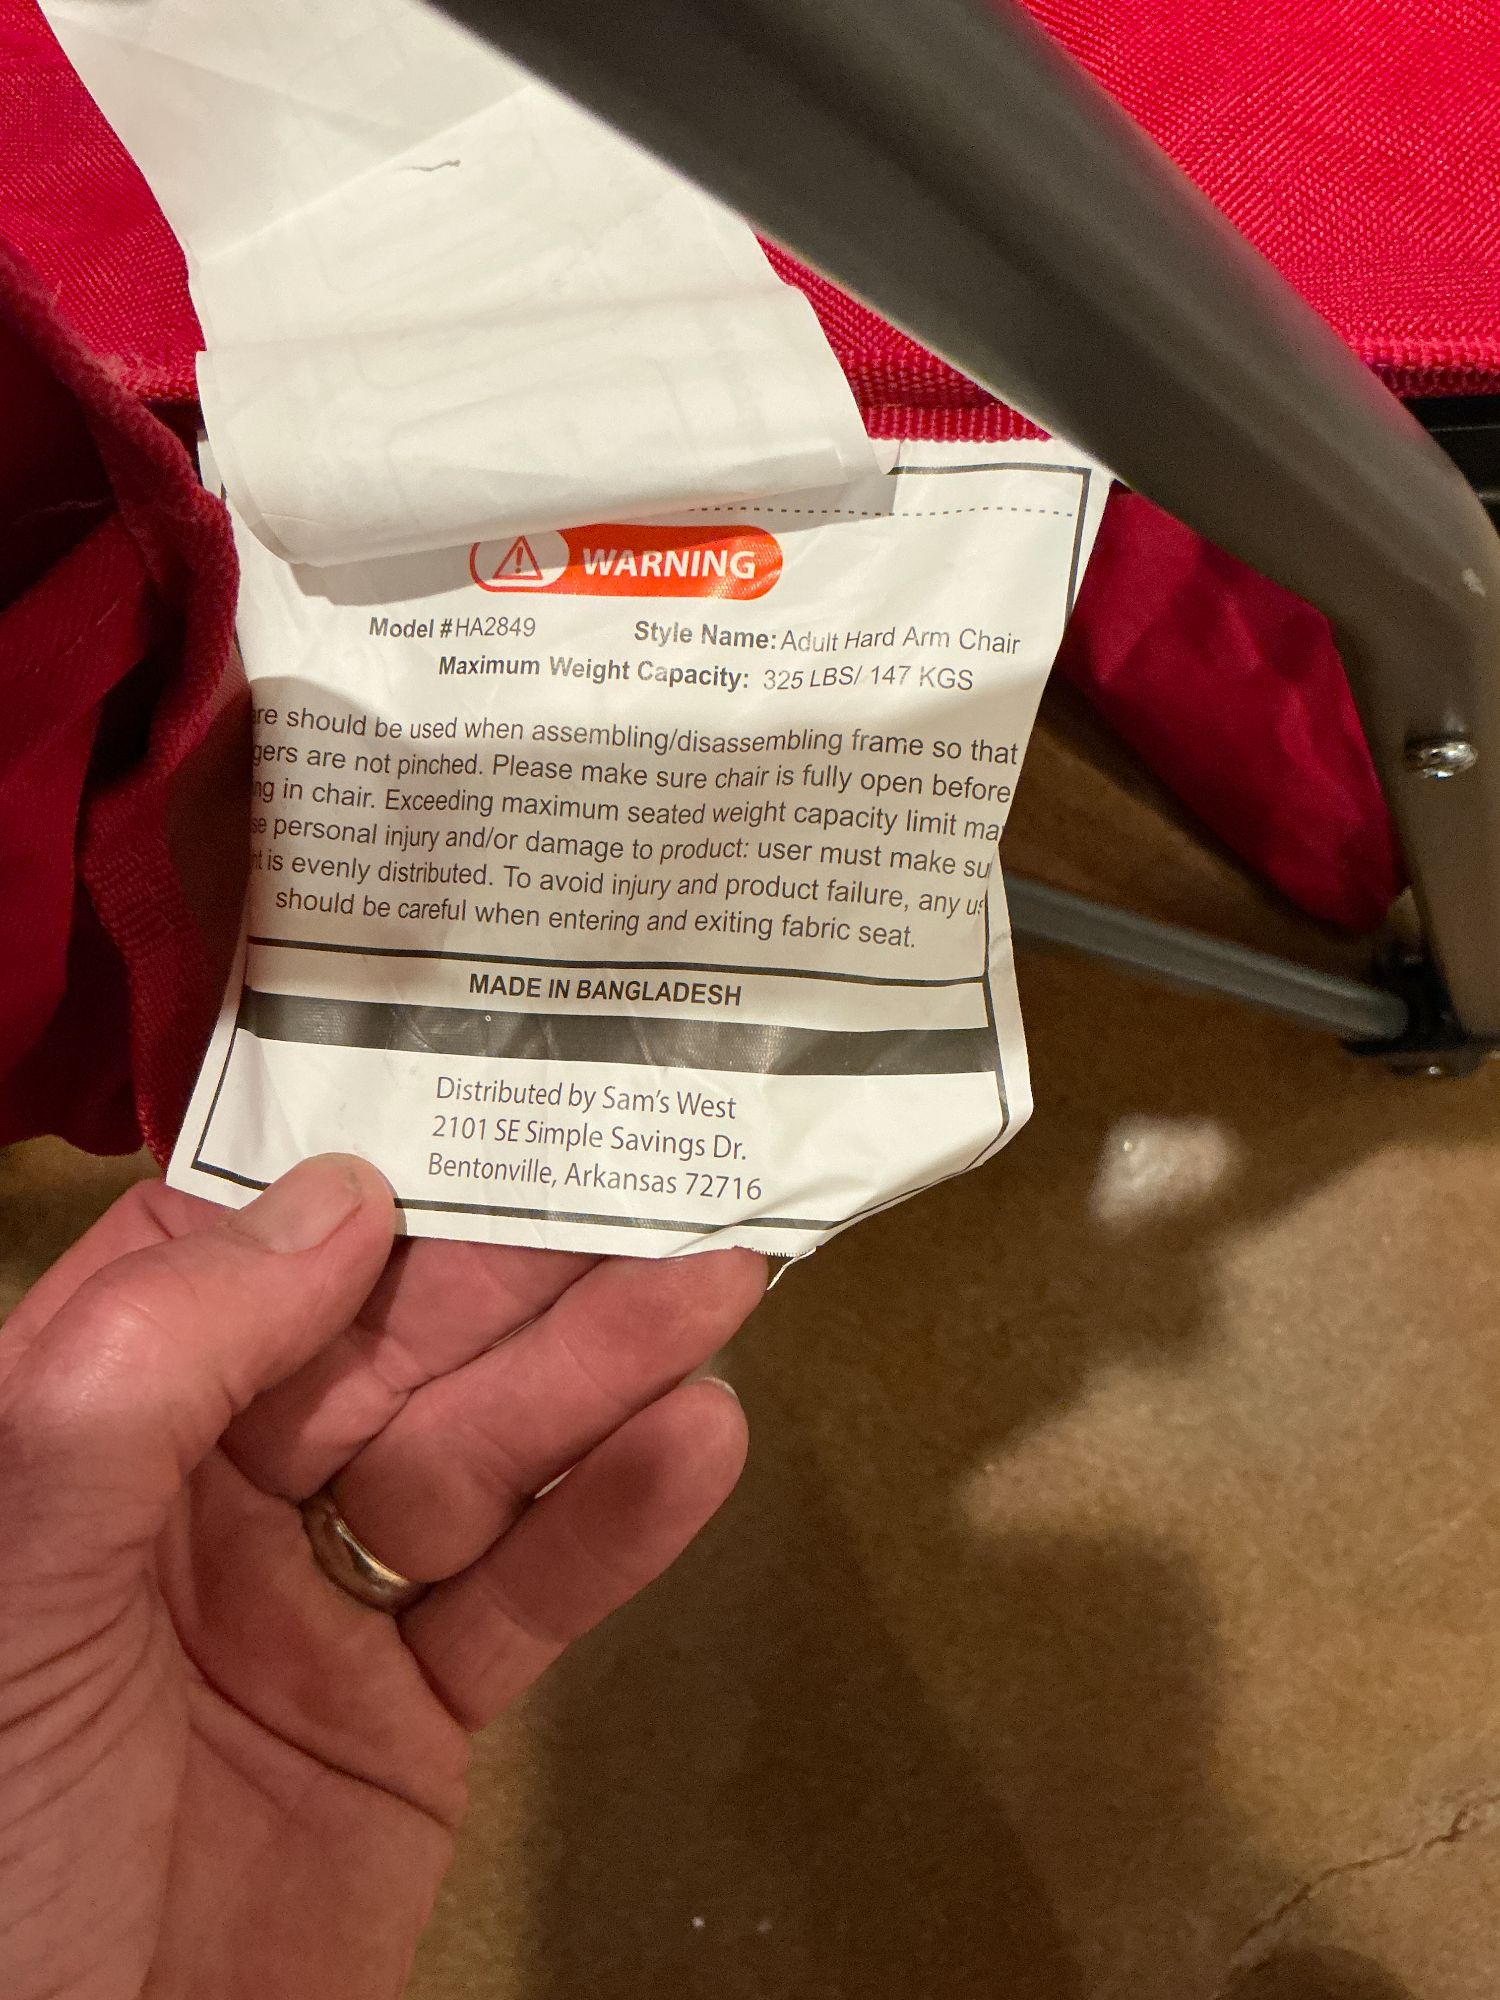 WARNING
Model #HA2849 Style Name: Adult Hard Arm Chair
Maximum Weight Capacity: 325 LBS/ 147 KGS
should be used when assembling/disassembling frame so that
are not pinched. Please make sure chair is fully open before
in chair. Exceeding maximum seated weight capacity limit
personal injury and/or damage to product: user must make
is evenly distributed. To avoid injury and product failure, any
should be careful when entering and exiting fabric seat.
MADE IN BANGLADESH
Distributed by Sam's West
2101 SE Simple Savings Dr.
Bentonville, Arkansas 72716